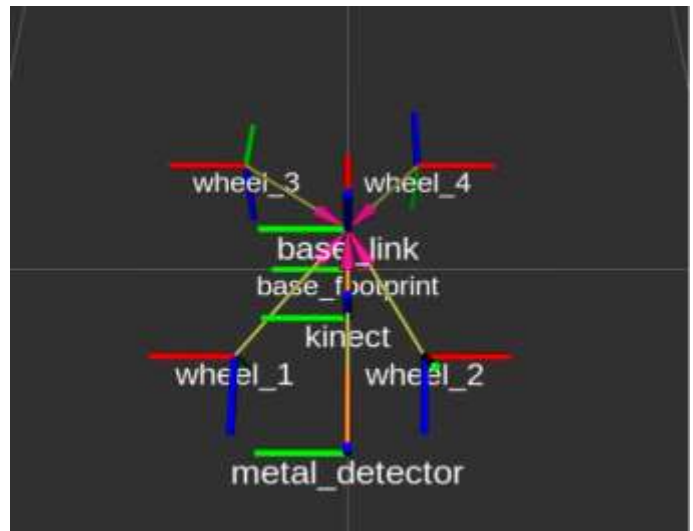 wheel_3
wheel_4
base_link
base_footprint
kinect
wheel_1
wheel_2
metal_detector